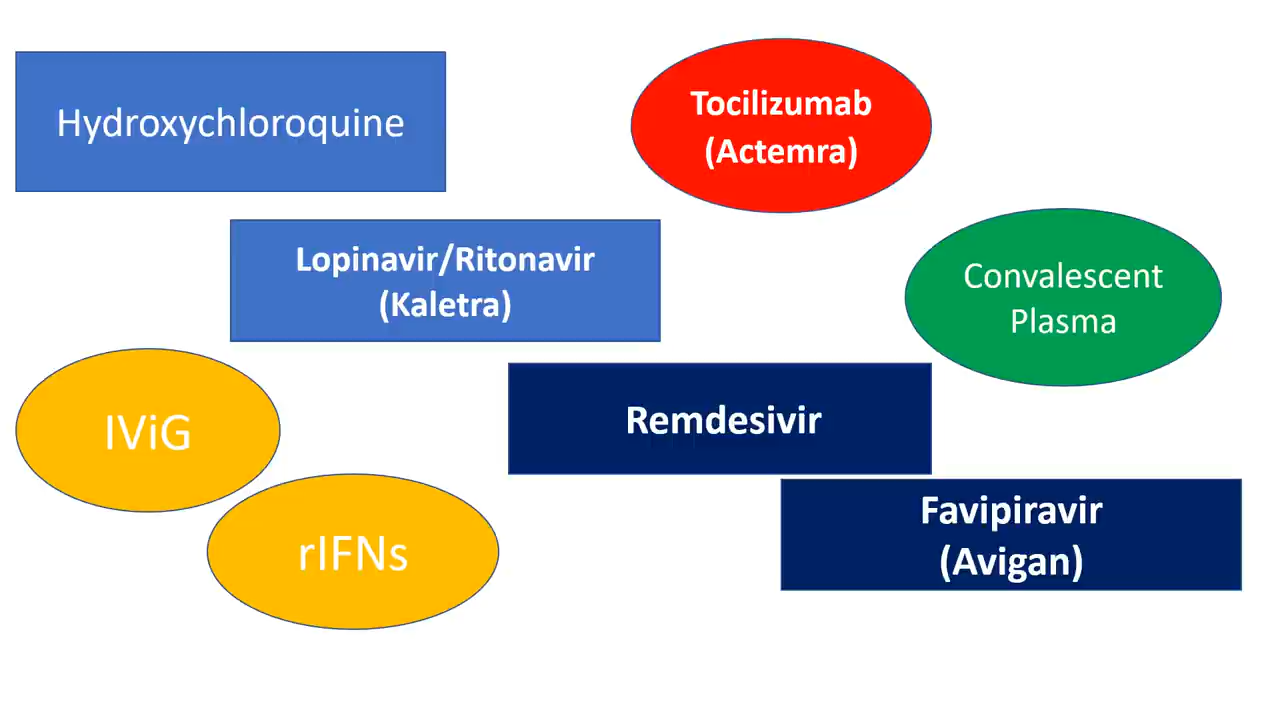 Hydroxychloroquine
Tocilizumab
(Actemra)
Lopinavir/Ritonavir
(Kaletra)
Convalescent
Plasma
IViG
Remdesivir
rIFNs
Favipiravir
(Avigan)